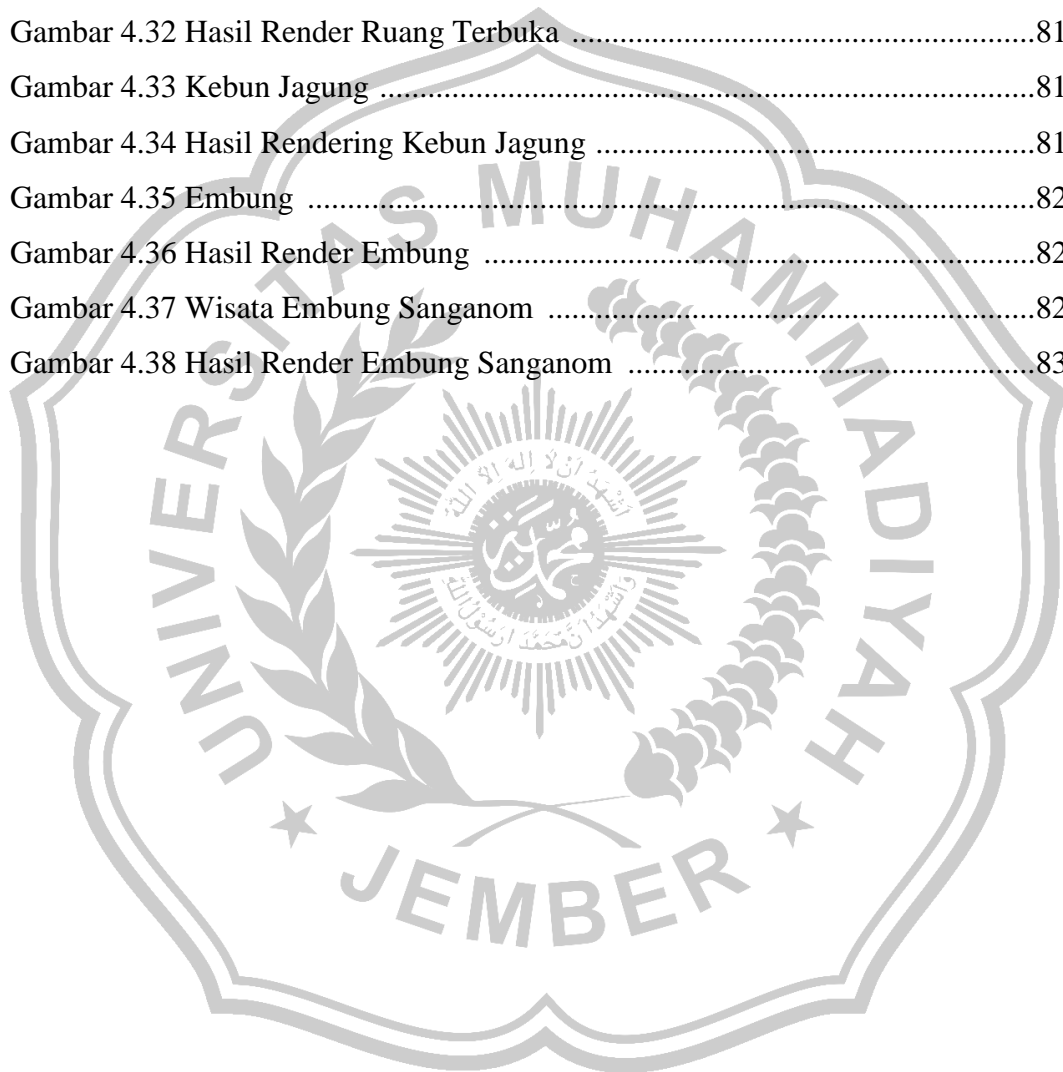 Gambar 4.32 Hasil Render Ruang Terbuka ..........................................................81
Gambar 4.33 Kebun Jagung ..................................................................................81
Gambar 4.34 Hasil Rendering Kebun Jagung .......................................................81
Gambar 4.35 Embung ...........................................................................................82
Gambar 4.36 Hasil Render Embung .....................................................................82
Gambar 4.37 Wisata Embung Sanganom .............................................................82
Gambar 4.38 Hasil Render Embung Sanganom ...................................................83
UNIVERSITAS MUHAMMADIYAH
JEMBER